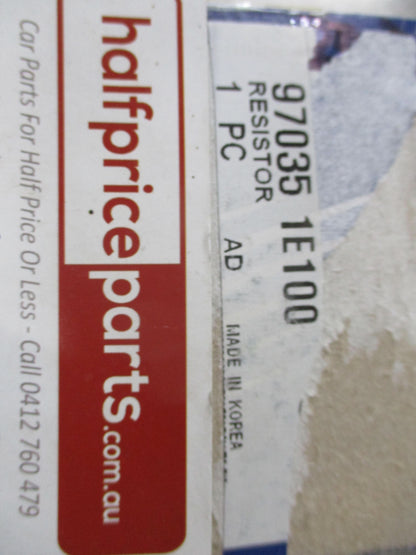 97035 1E100
RESISTOR
1 PC AD MADE IN KOREA
halfpriceparts.com.au
Car Parts For Half Price Or Less - Call 0412 760 479